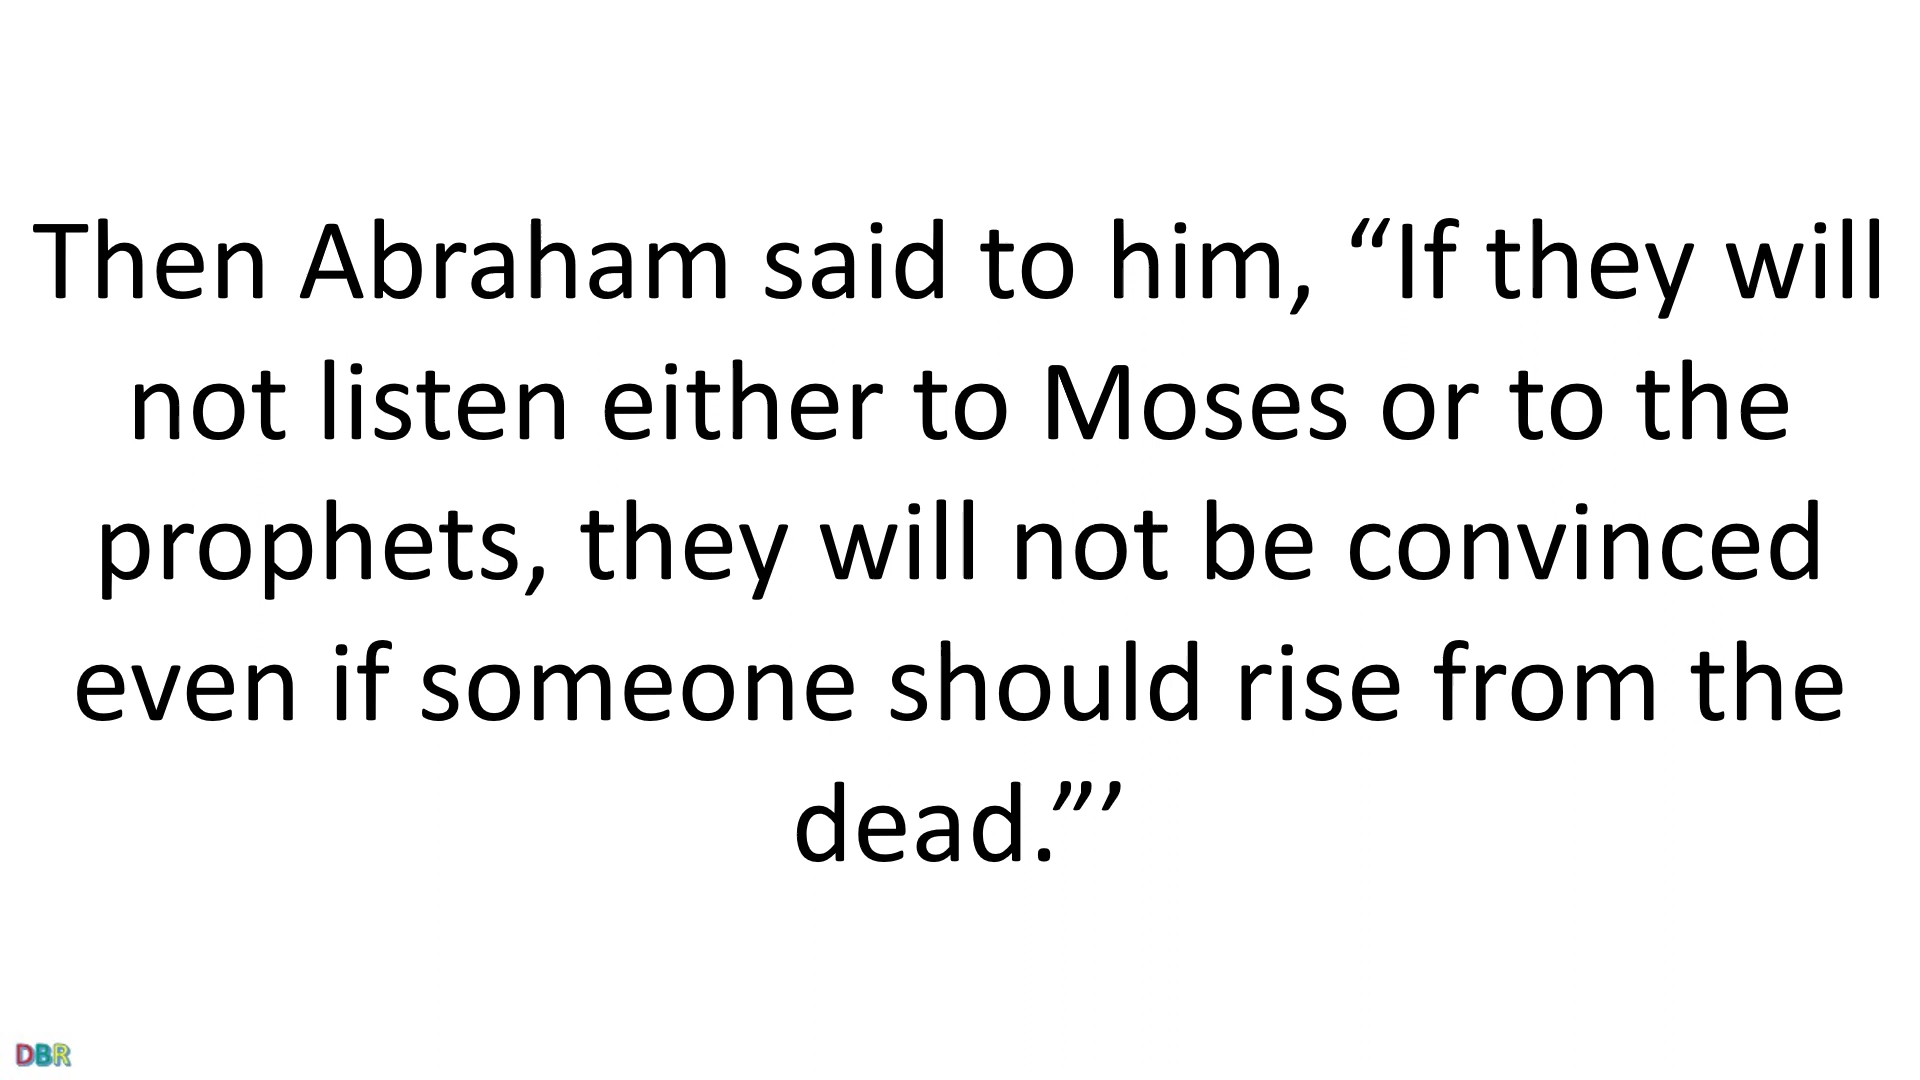 Then Abraham said to him, “If they will
not listen either to Moses or to the
prophets, they will not be convinced
even if someone should rise from the
dead.”’
DBR